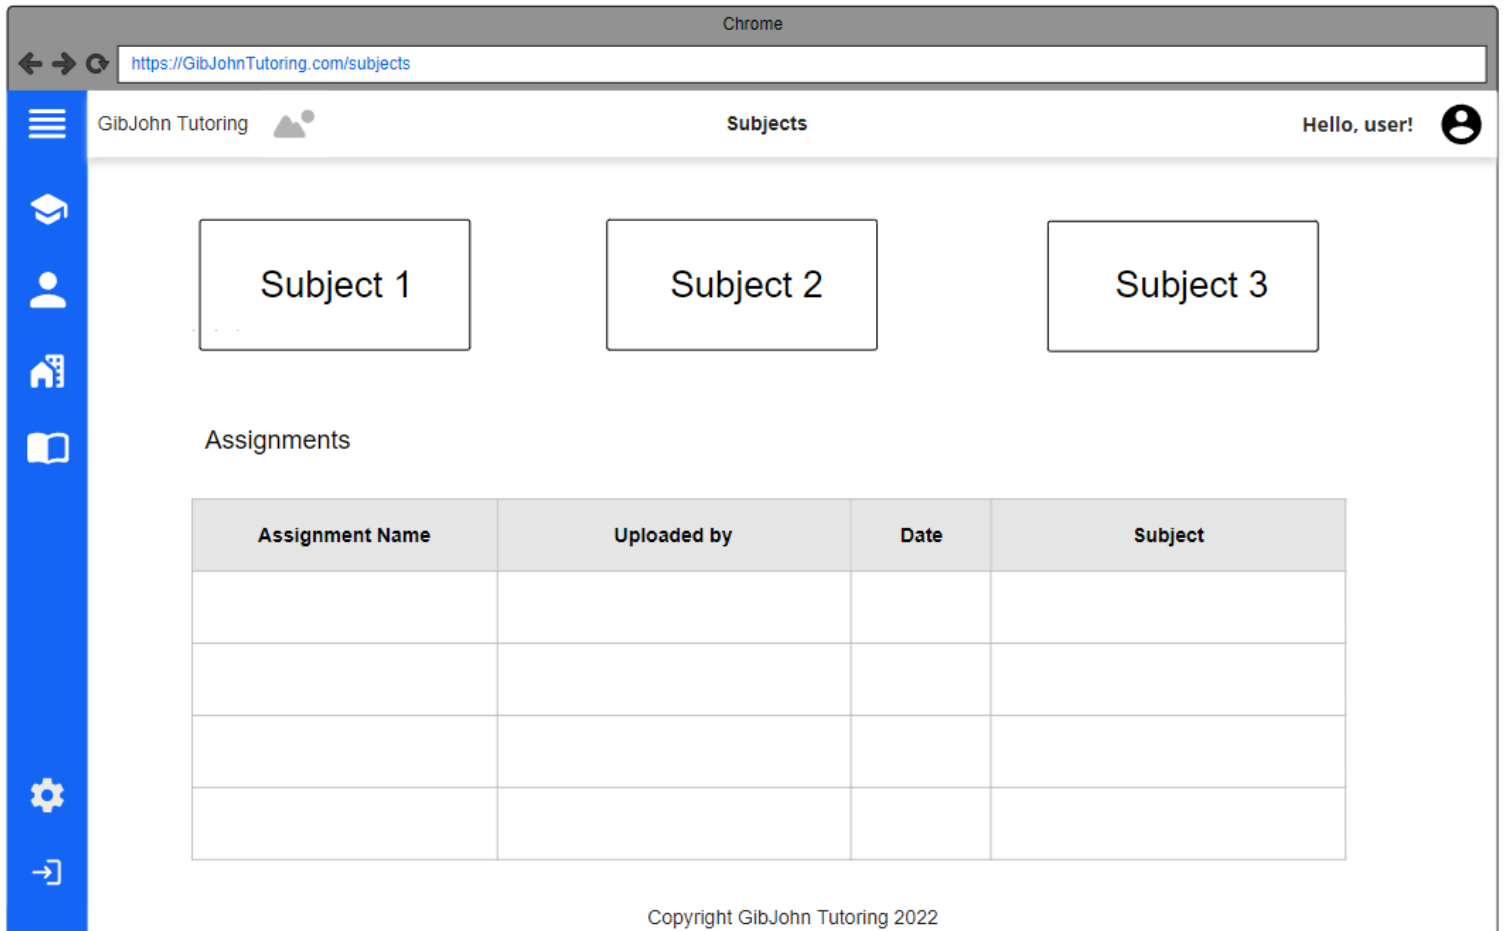 Chrome
https://GibJohnTutoring.com/subjects
GibJohn Tutoring Subjects Hello, user!
Subject 1 Subject 2 Subject 3
Assignments
Assignment Name Uploaded by Date Subject
Copyright GibJohn Tutoring 2022